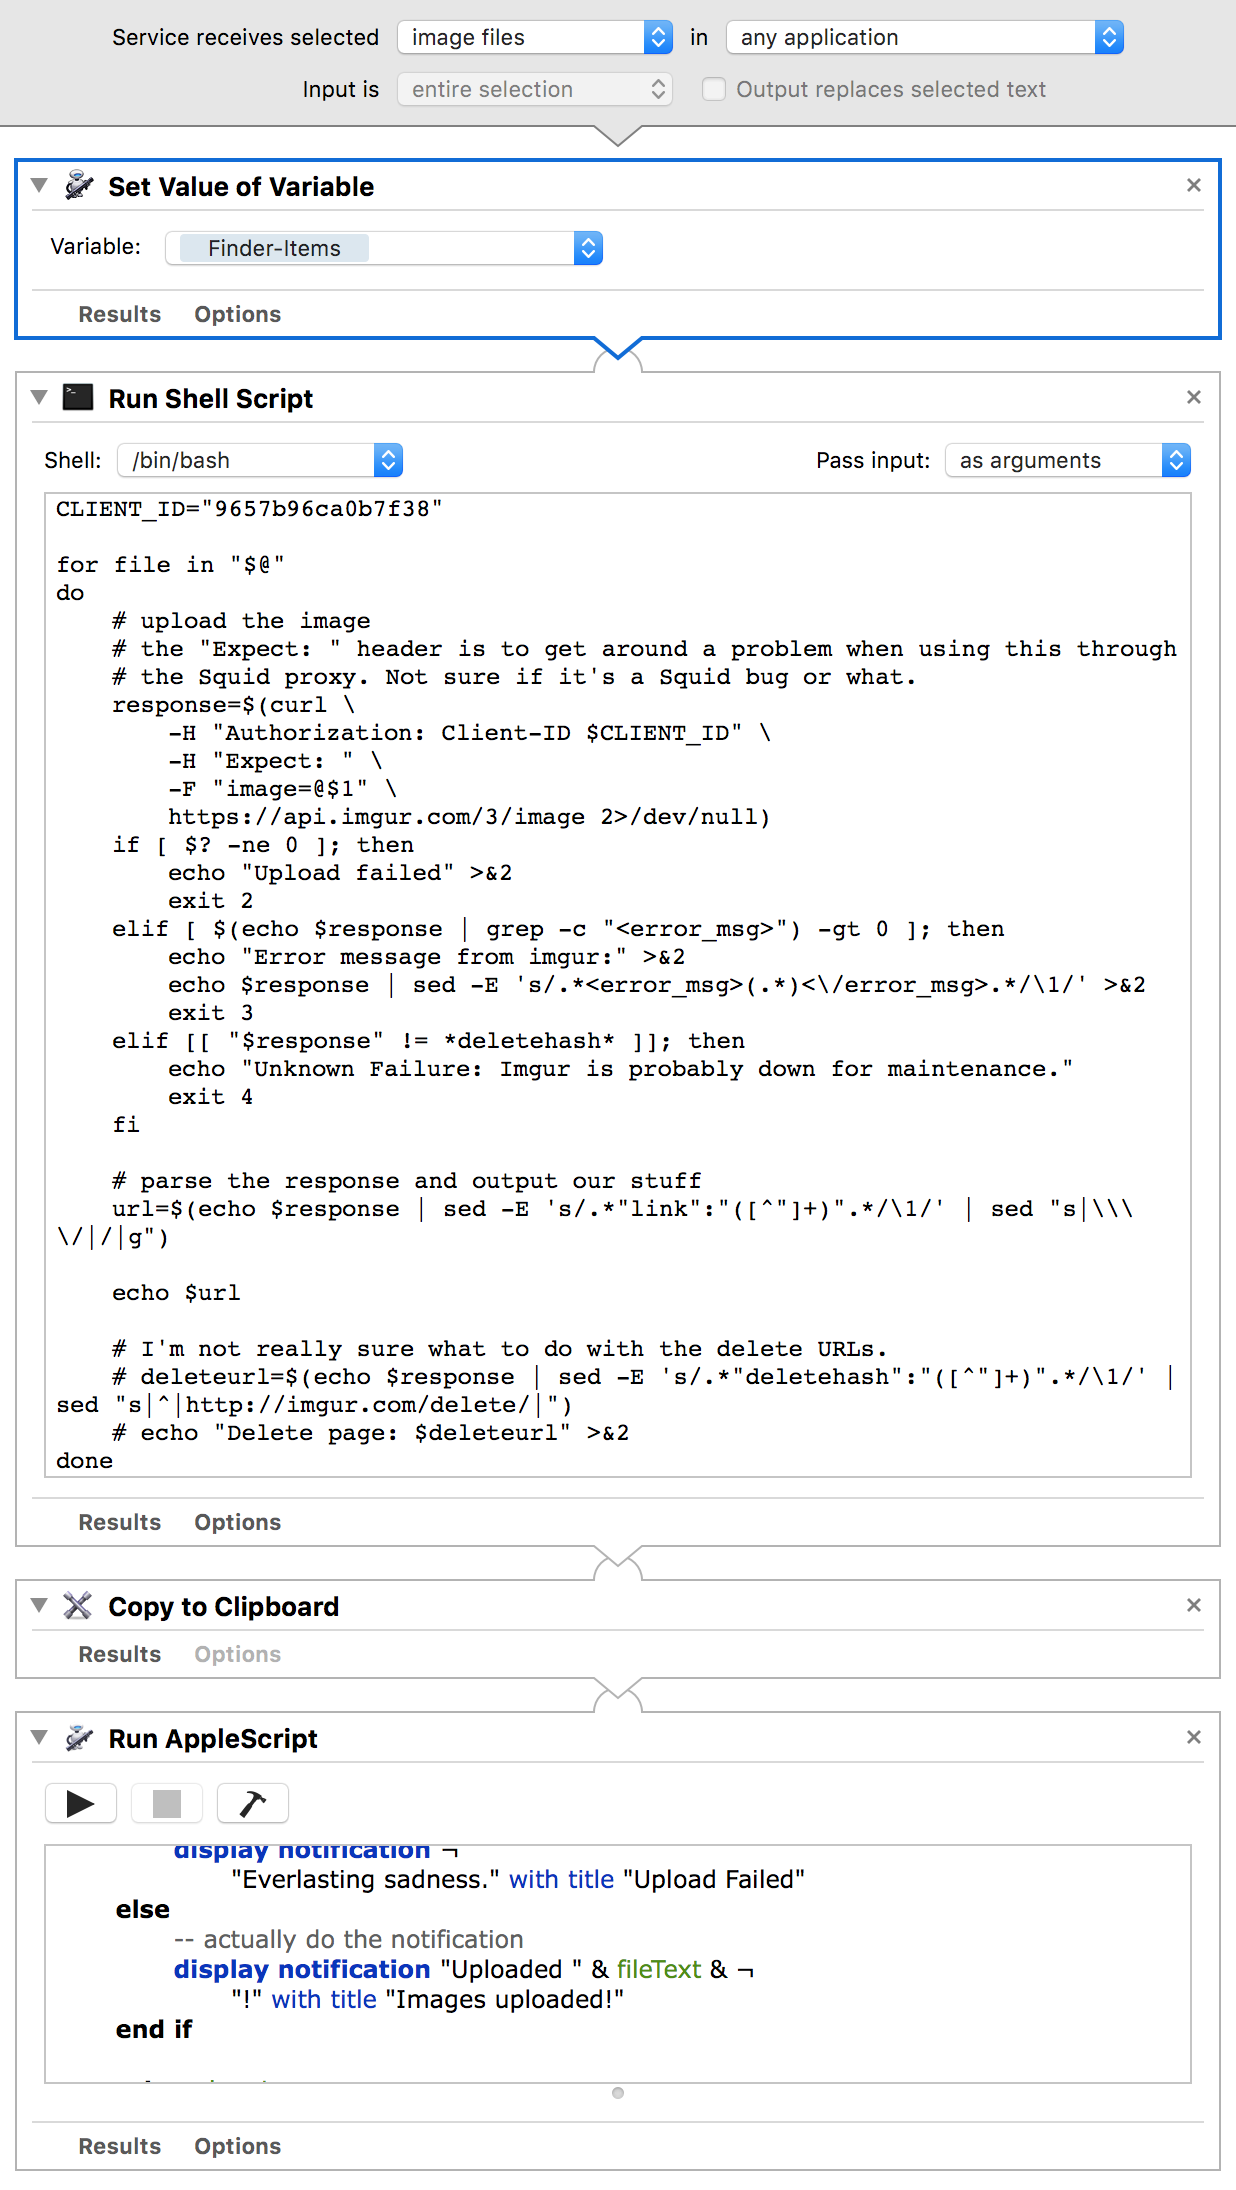 Service receives selected image files in any application
Input is entire selection Output replaces selected text
Set Value of Variable
Variable: Finder-Items
Results Options
Run Shell Script
Shell: /bin/bash Pass input: as arguments
CLIENT_ID="9657b96ca0b7f38"
for file in "$@"
do
# upload the image
# the "Expect: " header is to get around a problem when using this through
# the Squid proxy. Not sure if it's a Squid bug or what.
response=$(curl \
-H "Authorization: Client-ID $CLIENT_ID" \
-H "Expect: " \
-F "image=@$1" \
https://api.imgur.com/3/image 2>/dev/null)
if [ $? -ne 0 ]; then
echo "Upload failed" >&2
exit 2
elif [ $(echo $response | grep -c "<error_msg>") -gt 0 ]; then
echo "Error message from imgur:" >&2
echo $response | sed -E 's/.*<error_msg>(.*)<\/error_msg>.*/\1/' >&2
exit 3
elif [[ "$response" != *deletehash* ]]; then
echo "Unknown Failure: Imgur is probably down for maintenance."
exit 4
fi
# parse the response and output our stuff
url=$(echo $response | sed -E 's/.*"link":"([^"]+)".*/\1/' | sed "s|\\\
\/|/|g")
echo $url
# I'm not really sure what to do with the delete URLs.
# deleteurl=$(echo $response | sed -E 's/.*"deletehash":"([^"]+)".*/\1/' |
sed "s|^|http://imgur.com/delete/|")
# echo "Delete page: $deleteurl" >&2
done
Results Options
Copy to Clipboard
Results Options
Run AppleScript
display notification ¬
"Everlasting sadness." with title "Upload Failed"
else
-- actually do the notification
display notification "Uploaded " & fileText & ¬
"!" with title "Images uploaded!"
end if
Results Options